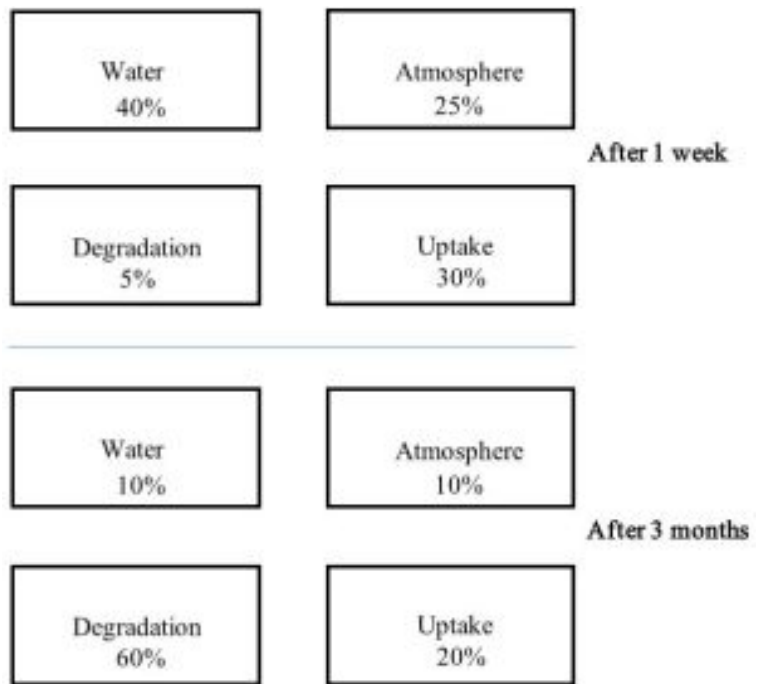 Water
40%
Atmosphere
25%
After 1 week
Degradation
5%
Uptake
30%
Water
10%
Atmosphere
10%
After 3 months
Degradation
60%
Uptake
20%